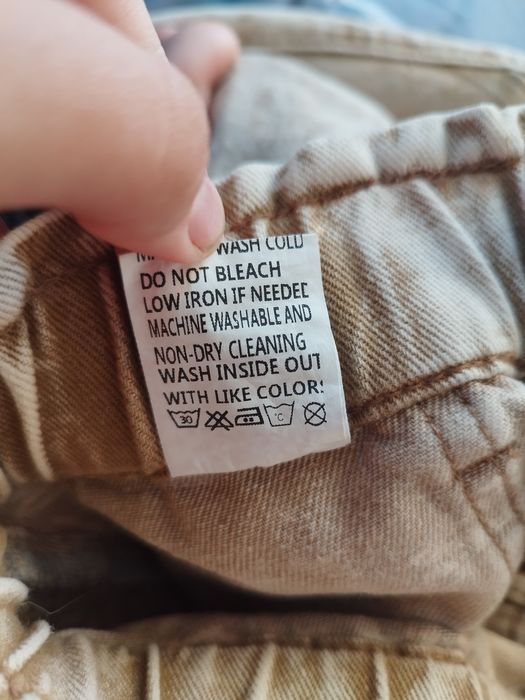 WASH COLD
DO NOT BLEACH
LOW IRON IF NEEDED
MACHINE WASHABLE AND
NON-DRY CLEANING
WASH INSIDE OUT
WITH LIKE COLOR:
30
°C